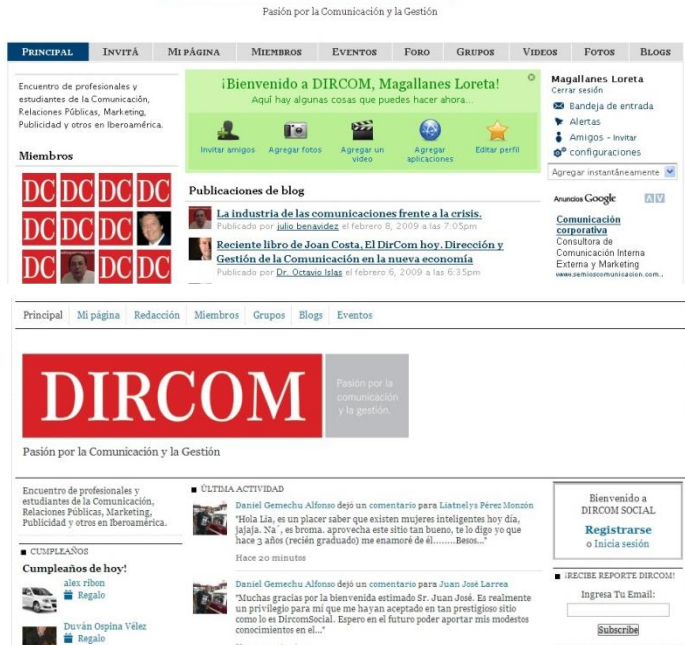 Pasión por la Comunicación y la Gestión
PRINCIPAL INVITÁ MI PÁGINA MIEMBROS EVENTOS FORO GRUPOS VIDEOS FOTOS BLOGS
Encuentro de profesionales y
estudiantes de la Comunicación,
Relaciones Públicas, Marketing,
Publicidad y otros en Iberoamérica.
Miembros
DC DC DC DC
DC DC DC
DC DC DC
¡Bienvenido a DIRCOM, Magallanes Loreta!
Aquí hay algunas cosas que puedes hacer ahora...
Invitar amigos
Agregar fotos
Agregar un
video
Agregar
aplicaciones
Editar perfil
Publicaciones de blog
La industria de las comunicaciones frente a la crisis.
Publicado por julio benavidez el febrero 8, 2009 a las 7:05pm
Reciente libro de Joan Costa, El DirCom hoy. Dirección y
Gestión de la Comunicación en la nueva economía
Publicado por Dr. Octavio Islas el febrero 6, 2009 a las 6:35pm
Magallanes Loreta
Cerrar sesión
Bandeja de entrada
Alertas
Amigos - Invitar
configuraciones
Agregar instantáneamente
Anuncios Google
Comunicación
corporativa
Consultora de
Comunicación Interna
Externa y Marketing
www.semioscomunicacion.com..
Principal Mi página Redacción Miembros Grupos Blogs Eventos
DIRCOM
Pasión por la
comunicación
y la gestión.
Pasión por la Comunicación y la Gestión
Encuentro de profesionales y
estudiantes de la Comunicación,
Relaciones Públicas, Marketing,
Publicidad y otros en Iberoamérica.
CUMPLEAÑOS
Cumpleaños de hoy!
alex ribon
Regalo
Duván Ospina Vélez
Regalo
ÚLTIMA ACTIVIDAD
Daniel Gemechu Alfonso dejó un comentario para Liatnelys Pérez Monzón
"Hola Lia, es un placer saber que existen mujeres inteligentes hoy día,
jajaja. Na´, es broma. aprovecha este sitio tan bueno, te lo digo yo que
hace 3 años (recién graduado) me enamoré de él........Besos..."
Hace 20 minutos
Daniel Gemechu Alfonso dejó un comentario para Juan José Larrea
"Muchas gracias por la bienvenida estimado Sr. Juan José. Es realmente
un privilegio para mí que me hayan aceptado en tan prestigioso sitio
como lo es DircomSocial. Espero en el futuro poder aportar mis modestos
conocimientos en el..."
Bienvenido a
DIRCOM SOCIAL
Registrarse
o Inicia sesión
¡RECIBE REPORTE DIRCOM!
Ingresa Tu Email:
Subscribe